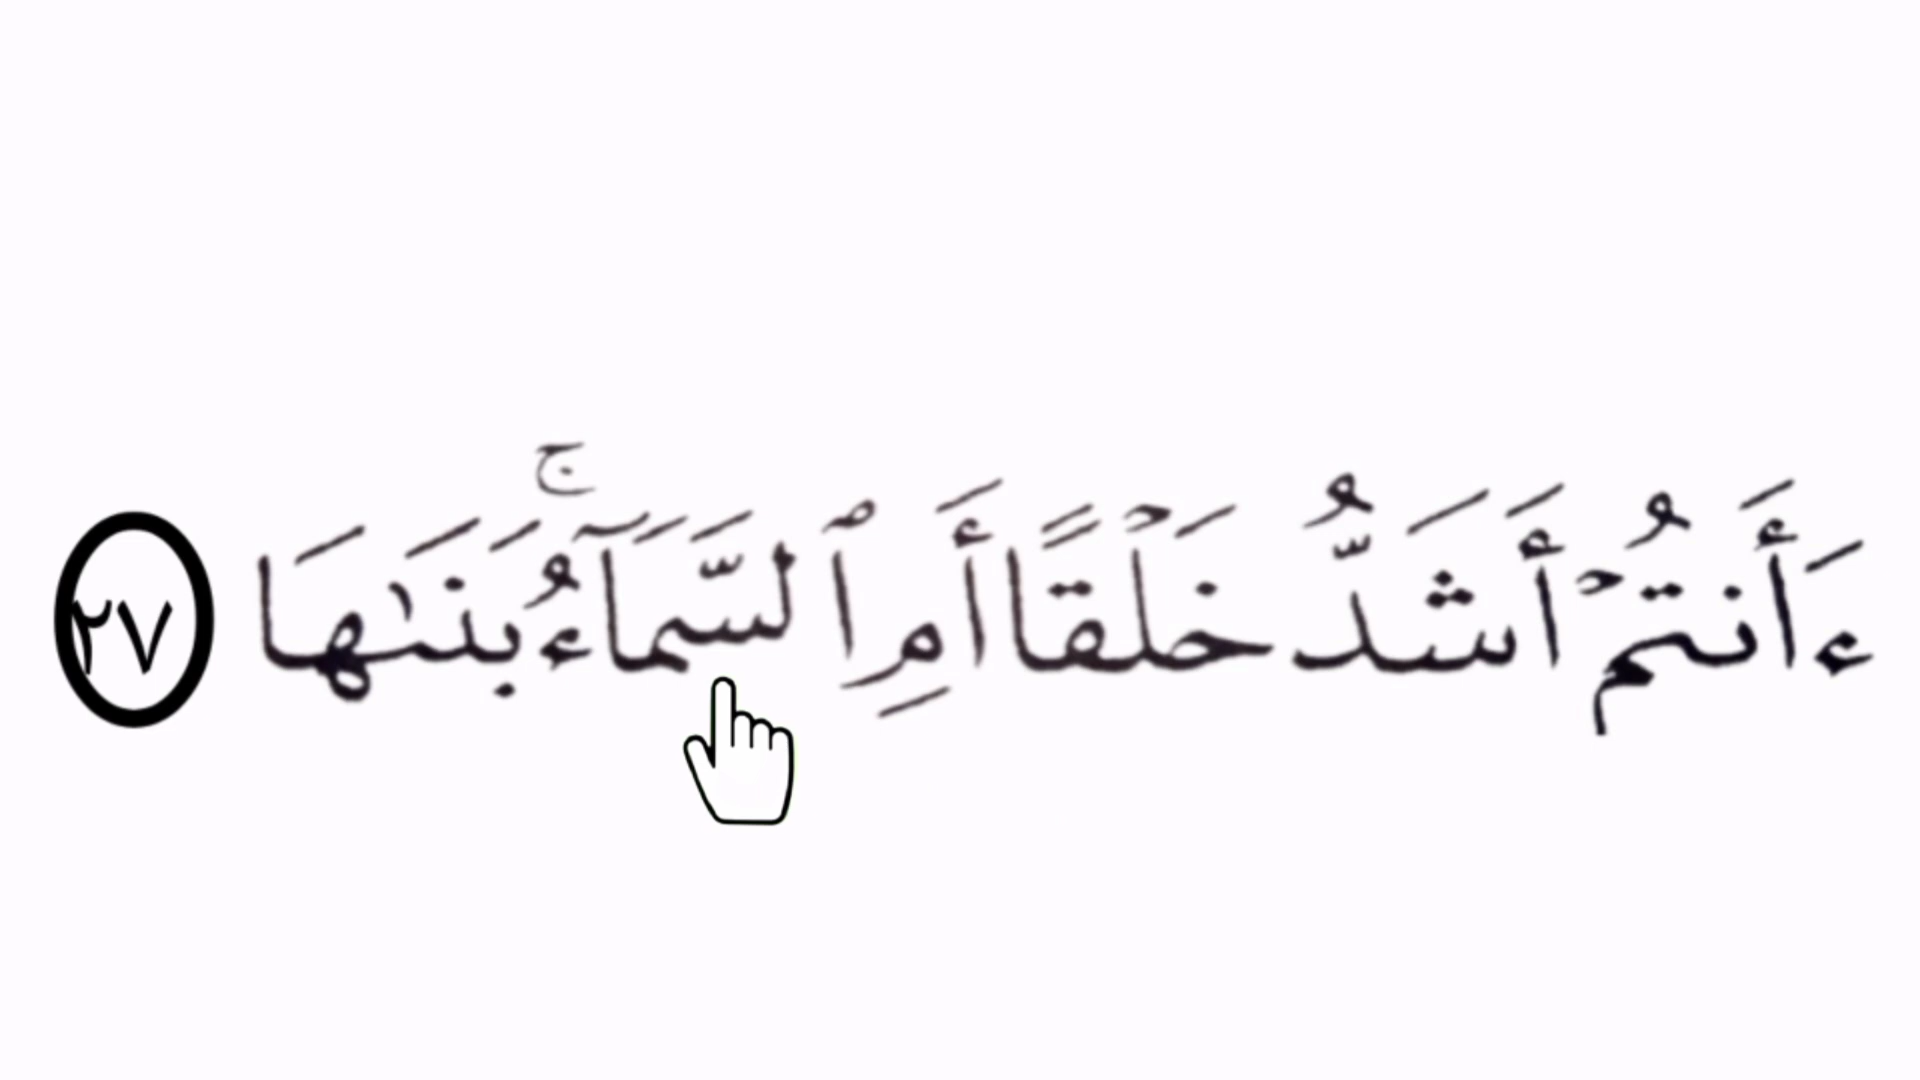 ءَأَنتُمْ أَشَدُّ خَلْقًا أَمِ ٱلسَّمَآءُ ۚ بَنَىٰهَا ٢٧